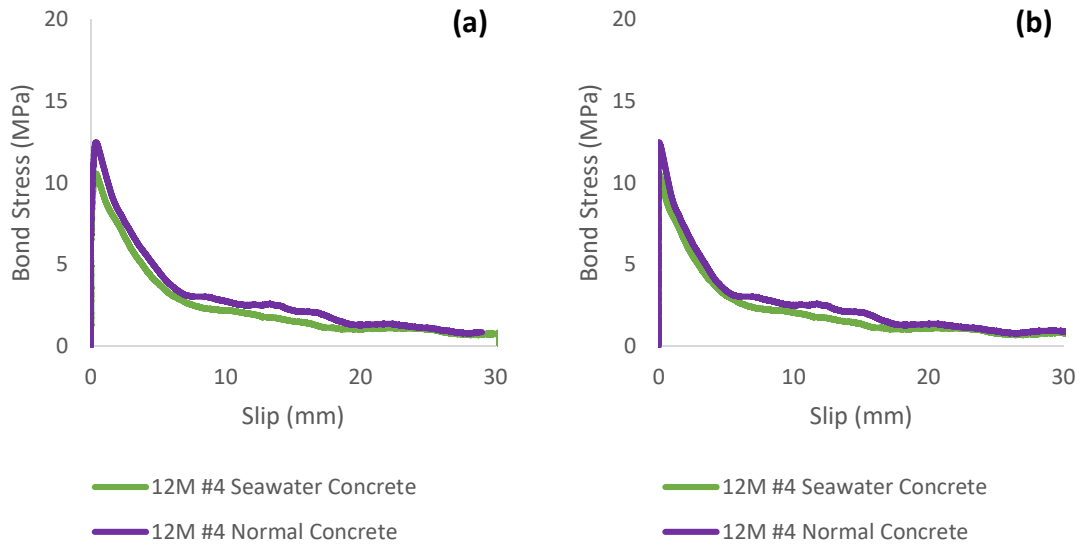 (a)
20
15
10
5
0
Bond Stress (MPa)
0 10 20 30
Slip (mm)
12M #4 Seawater Concrete
12M #4 Normal Concrete
(b)
20
15
10
5
0
Bond Stress (MPa)
0 10 20 30
Slip (mm)
12M #4 Seawater Concrete
12M #4 Normal Concrete